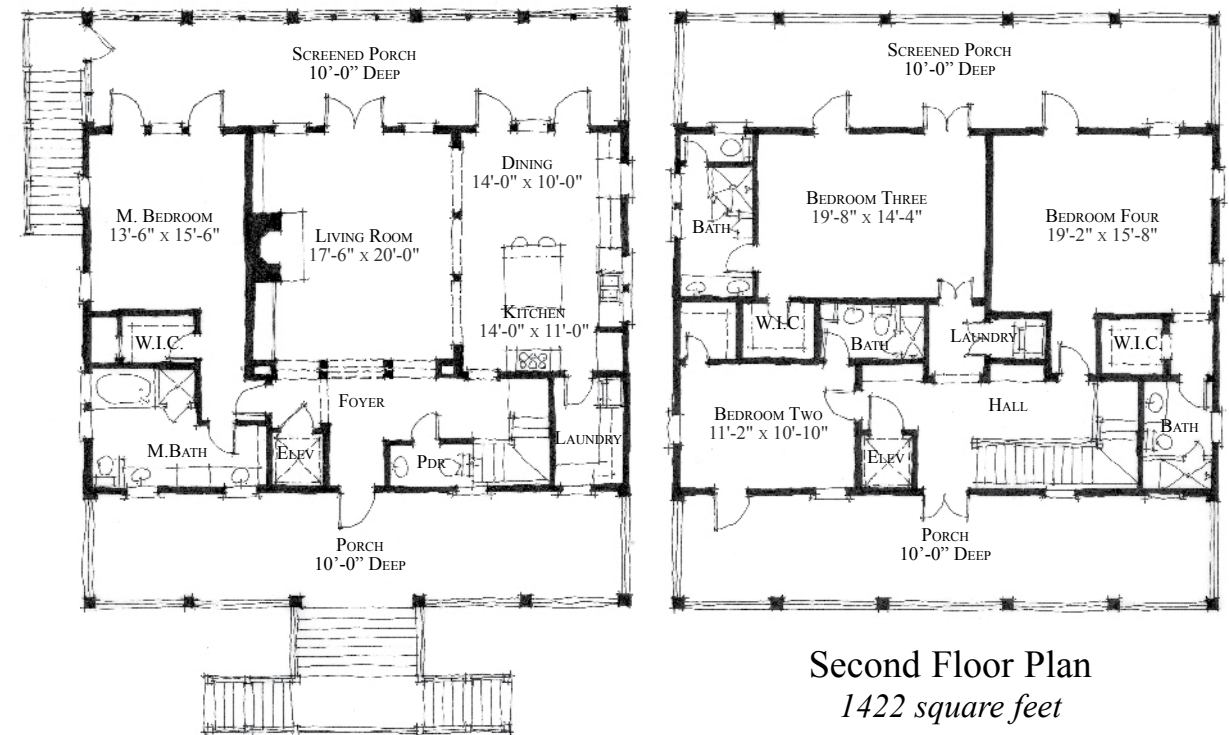 SCREENED PORCH
10'-0" DEEP
M. BEDROOM
13'-6" X 15'-6"
LIVING ROOM
17'-6" X 20'-0"
DINING
14'-0" X 10'-0"
KITCHEN
14'-0" X 11'-0"
W.I.C.
FOYER
M.BATH
ELEV
PDR
LAUNDRY
PORCH
10'-0" DEEP
SCREENED PORCH
10'-0" DEEP
BATH
BEDROOM THREE
19'-8" X 14'-4"
BEDROOM FOUR
19'-2" X 15'-8"
W.I.C.
BATH
LAUNDRY
W.I.C.
BEDROOM TWO
11'-2" X 10'-10"
HALL
BATH
ELEV
PORCH
10'-0" DEEP
Second Floor Plan
1422 square feet